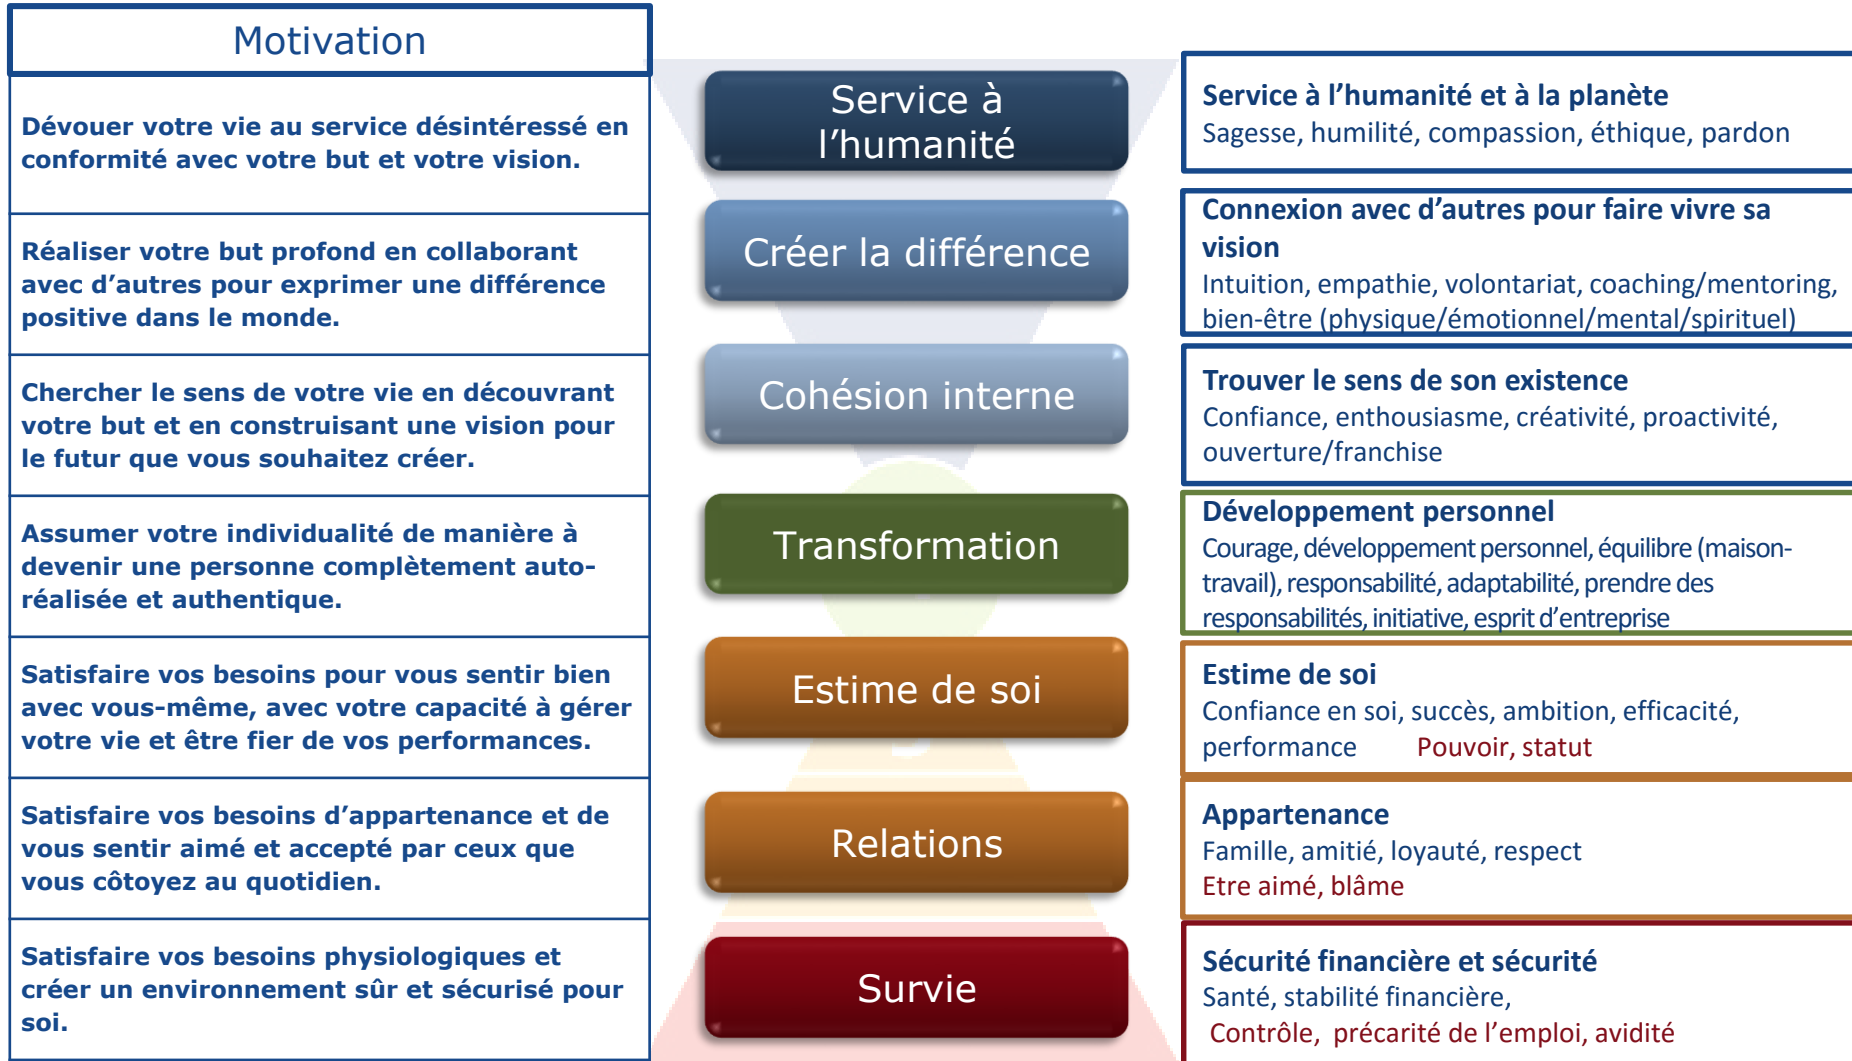 Motivation
Dévouer votre vie au service désintéressé en
conformité avec votre but et votre vision.
Service à
l’humanité
Service à l’humanité et à la planète
Sagesse, humilité, compassion, éthique, pardon
Réaliser votre but profond en collaborant
avec d’autres pour exprimer une différence
positive dans le monde.
Créer la différence
Connexion avec d’autres pour faire vivre sa
vision
Intuition, empathie, volontariat, coaching/mentoring,
bien-être (physique/émotionnel/mental/spirituel)
Chercher le sens de votre vie en découvrant
votre but et en construisant une vision pour
le futur que vous souhaitez créer.
Cohésion interne
Trouver le sens de son existence
Confiance, enthousiasme, créativité, proactivité,
ouverture/franchise
Assumer votre individualité de manière à
devenir une personne complètement auto-
réalisée et authentique.
Transformation
Développement personnel
Courage, développement personnel, équilibre (maison-
travail), responsabilité, adaptabilité, prendre des
responsabilités, initiative, esprit d’entreprise
Satisfaire vos besoins pour vous sentir bien
avec vous-même, avec votre capacité à gérer
votre vie et être fier de vos performances.
Estime de soi
Estime de soi
Confiance en soi, succès, ambition, efficacité,
performance Pouvoir, statut
Satisfaire vos besoins d’appartenance et de
vous sentir aimé et accepté par ceux que
vous côtoyez au quotidien.
Relations
Appartenance
Famille, amitié, loyauté, respect
Etre aimé, blâme
Satisfaire vos besoins physiologiques et
créer un environnement sûr et sécurisé pour
soi.
Survie
Sécurité financière et sécurité
Santé, stabilité financière,
Contrôle, précarité de l’emploi, avidité